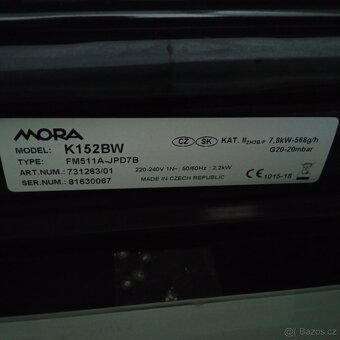 MORA
MODEL: K152BW
TYPE: FM511A-JPD7B
ART.NUM.: 731263/01
SER.NUM.: 81630067
CZ SK KAT. II2H3B/P 7,8kW-568g/h
G20-20mbar
220-240V 1N~; 50/60Hz ; 2,2kW
MADE IN CZECH REPUBLIC
CE 1015-18
Bazos.cz